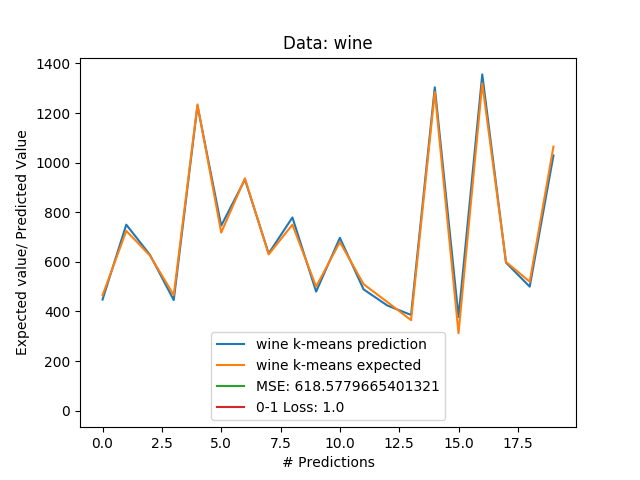 Data: wine
Expected value/ Predicted Value
1400
1200
1000
800
600
400
200
0
wine k-means prediction
wine k-means expected
MSE: 618.5779665401321
0-1 Loss: 1.0
0.0 2.5 5.0 7.5 10.0 12.5 15.0 17.5
# Predictions